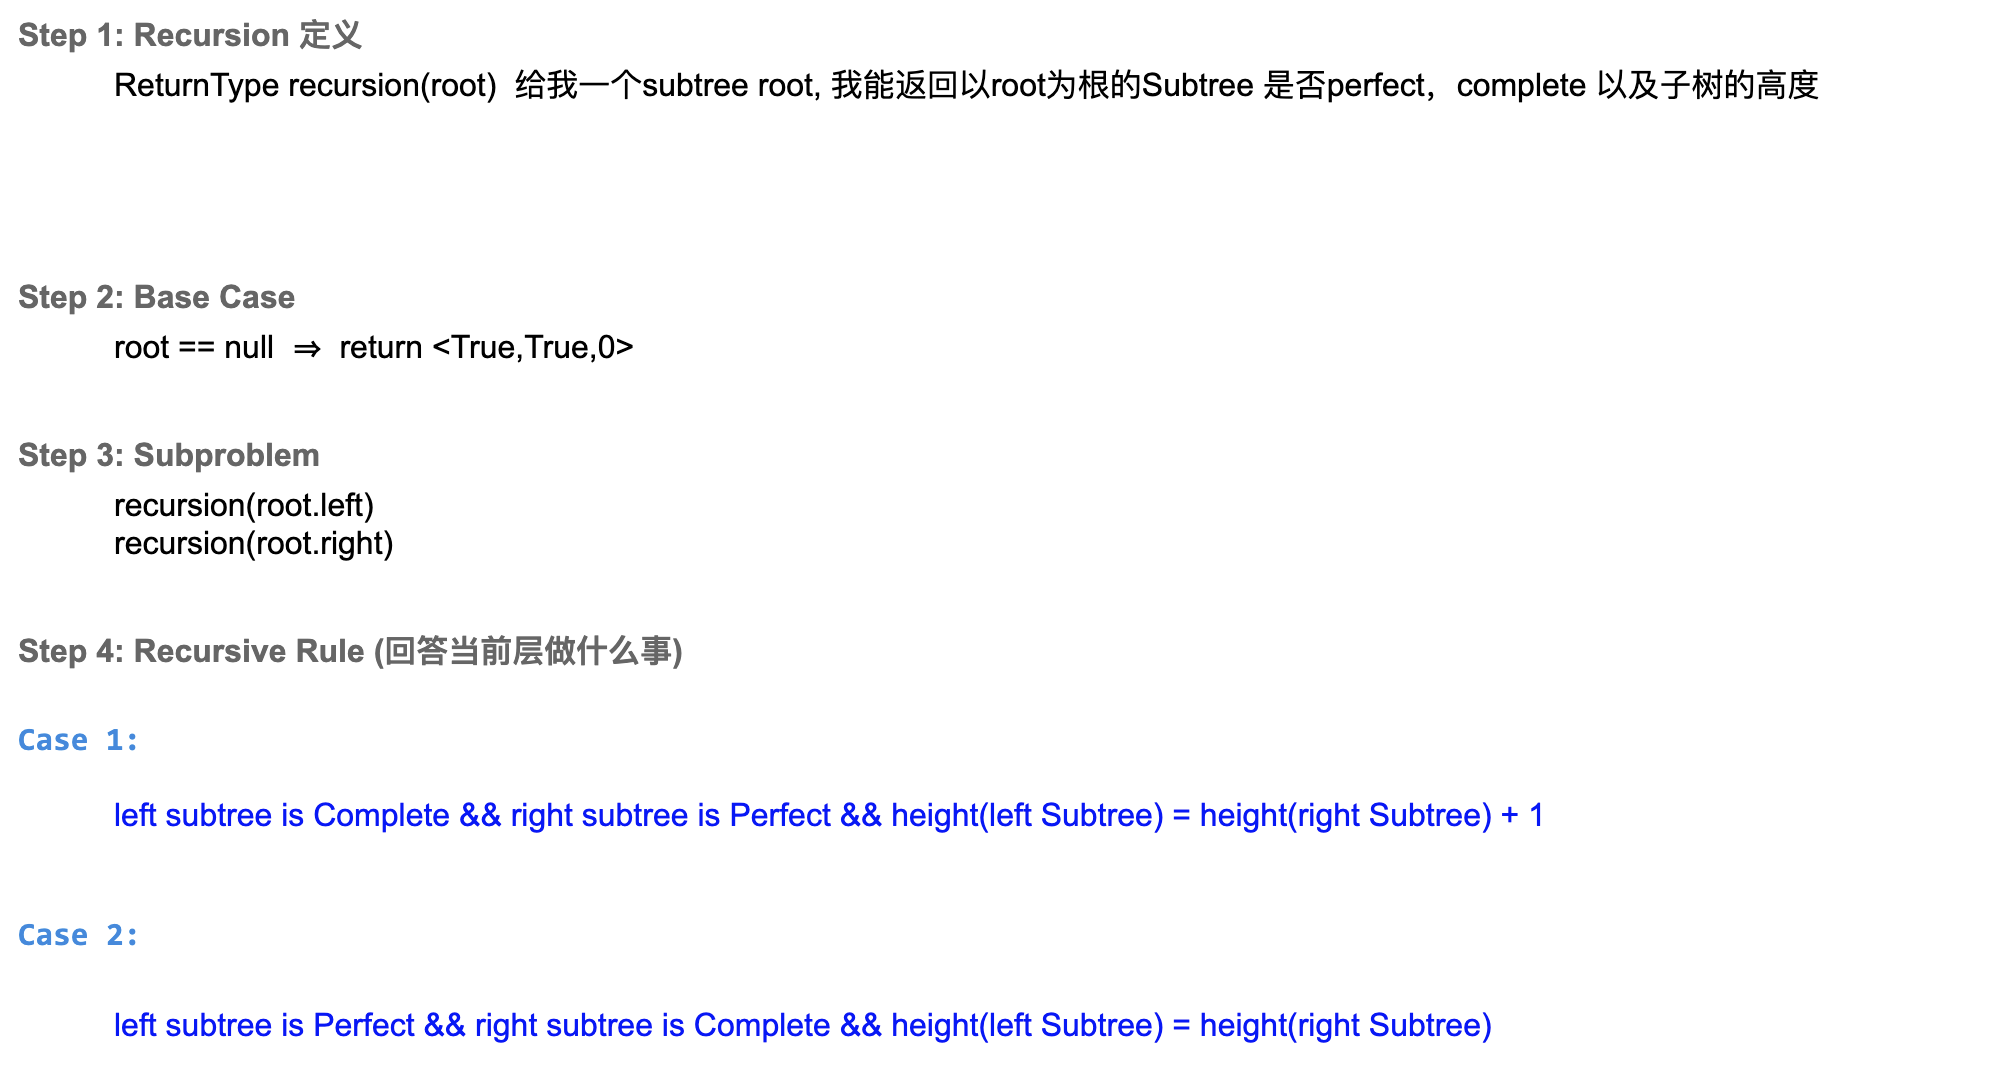 Step 1: Recursion 定义
ReturnType recursion(root)  给我一个subtree root, 我能返回以root为根的Subtree 是否perfect，complete 以及子树的高度
Step 2: Base Case
root == null  ⇒  return <True,True,0>
Step 3: Subproblem
recursion(root.left)
recursion(root.right)
Step 4: Recursive Rule (回答当前层做什么事)
Case 1:
left subtree is Complete && right subtree is Perfect && height(left Subtree) = height(right Subtree) + 1
Case 2:
left subtree is Perfect && right subtree is Complete && height(left Subtree) = height(right Subtree)